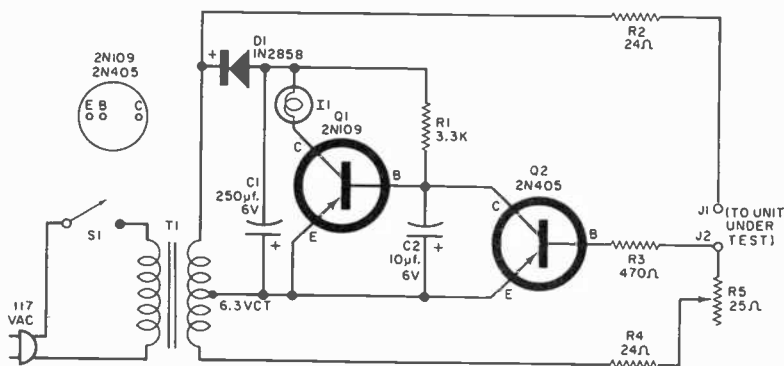 2N109
2N405
E B C
D1
1N2858
+
I1
Q1
2N109
C
B
E
R1
3.3K
C1
250µf.
6V
+
C2
10µf.
6V
+
Q2
2N405
C
B
E
R2
24Ω
J1
(TO UNIT
UNDER
TEST)
J2
R3
470Ω
R5
25Ω
R4
24Ω
S1
T1
6.3VCT
117
VAC